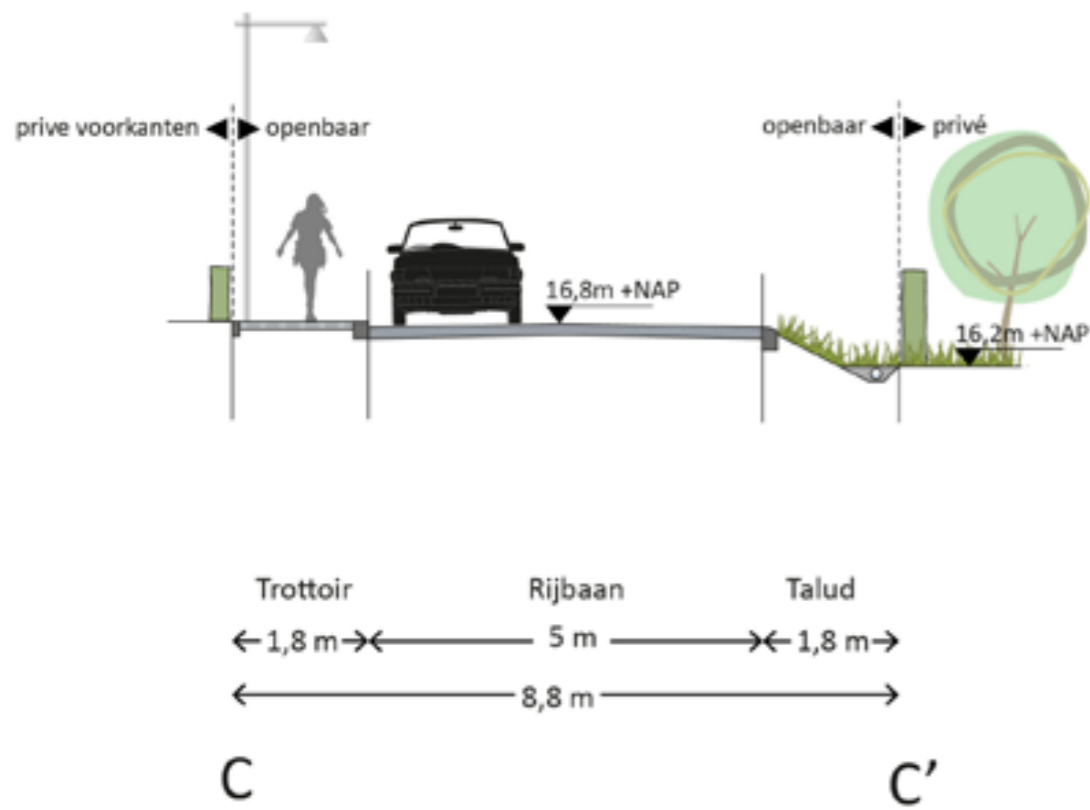 prive voorkanten openbaar
openbaar privé
16,8m +NAP
16,2m +NAP
Trottoir Rijbaan Talud
1,8 m 5 m 1,8 m
8,8 m
C C’